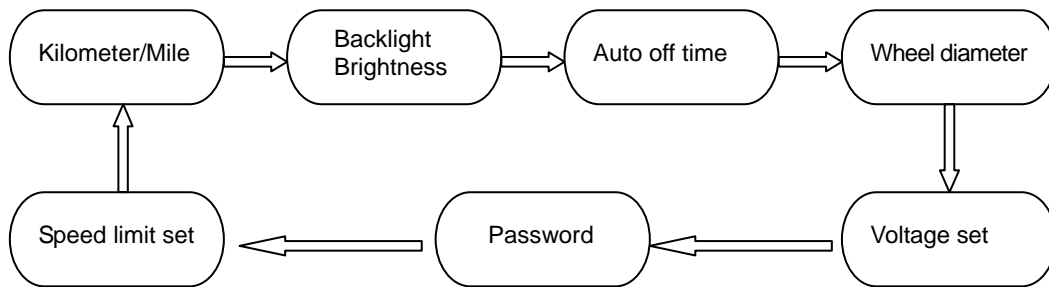 Kilometer/Mile
Backlight
Brightness
Auto off time
Wheel diameter
Speed limit set
Password
Voltage set